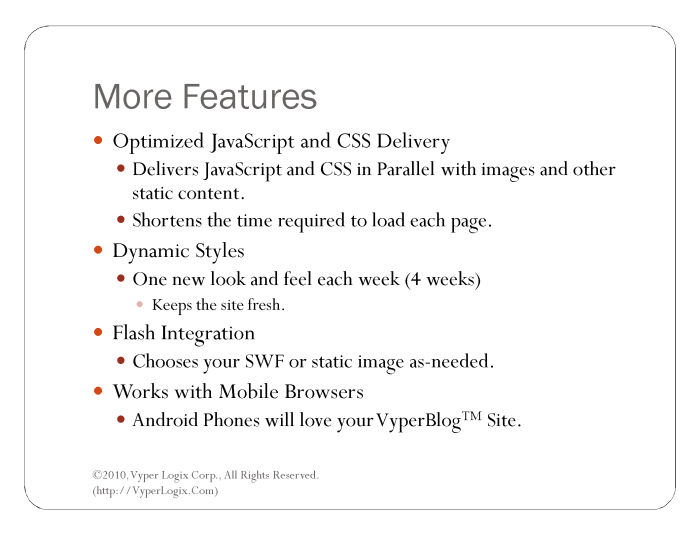 More Features
• Optimized JavaScript and CSS Delivery
• Delivers JavaScript and CSS in Parallel with images and other
static content.
• Shortens the time required to load each page.
• Dynamic Styles
• One new look and feel each week (4 weeks)
• Keeps the site fresh.
• Flash Integration
• Chooses your SWF or static image as-needed.
• Works with Mobile Browsers
• Android Phones will love your VyperBlog™ Site.
©2010, Vyper Logix Corp., All Rights Reserved.
(http://VyperLogix.Com)